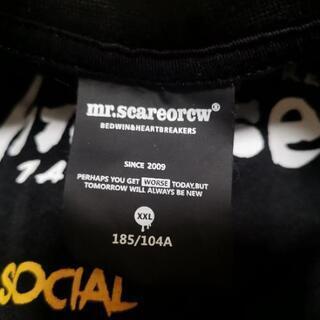 mr.scareorcw®
BEDWIN&HEARTBREAKERS
SINCE 2009
PERHAPS YOU GET WORSE TODAY,BUT
TOMORROW WILL ALWAYS BE NEW
XXL
185/104A
SOCIAL